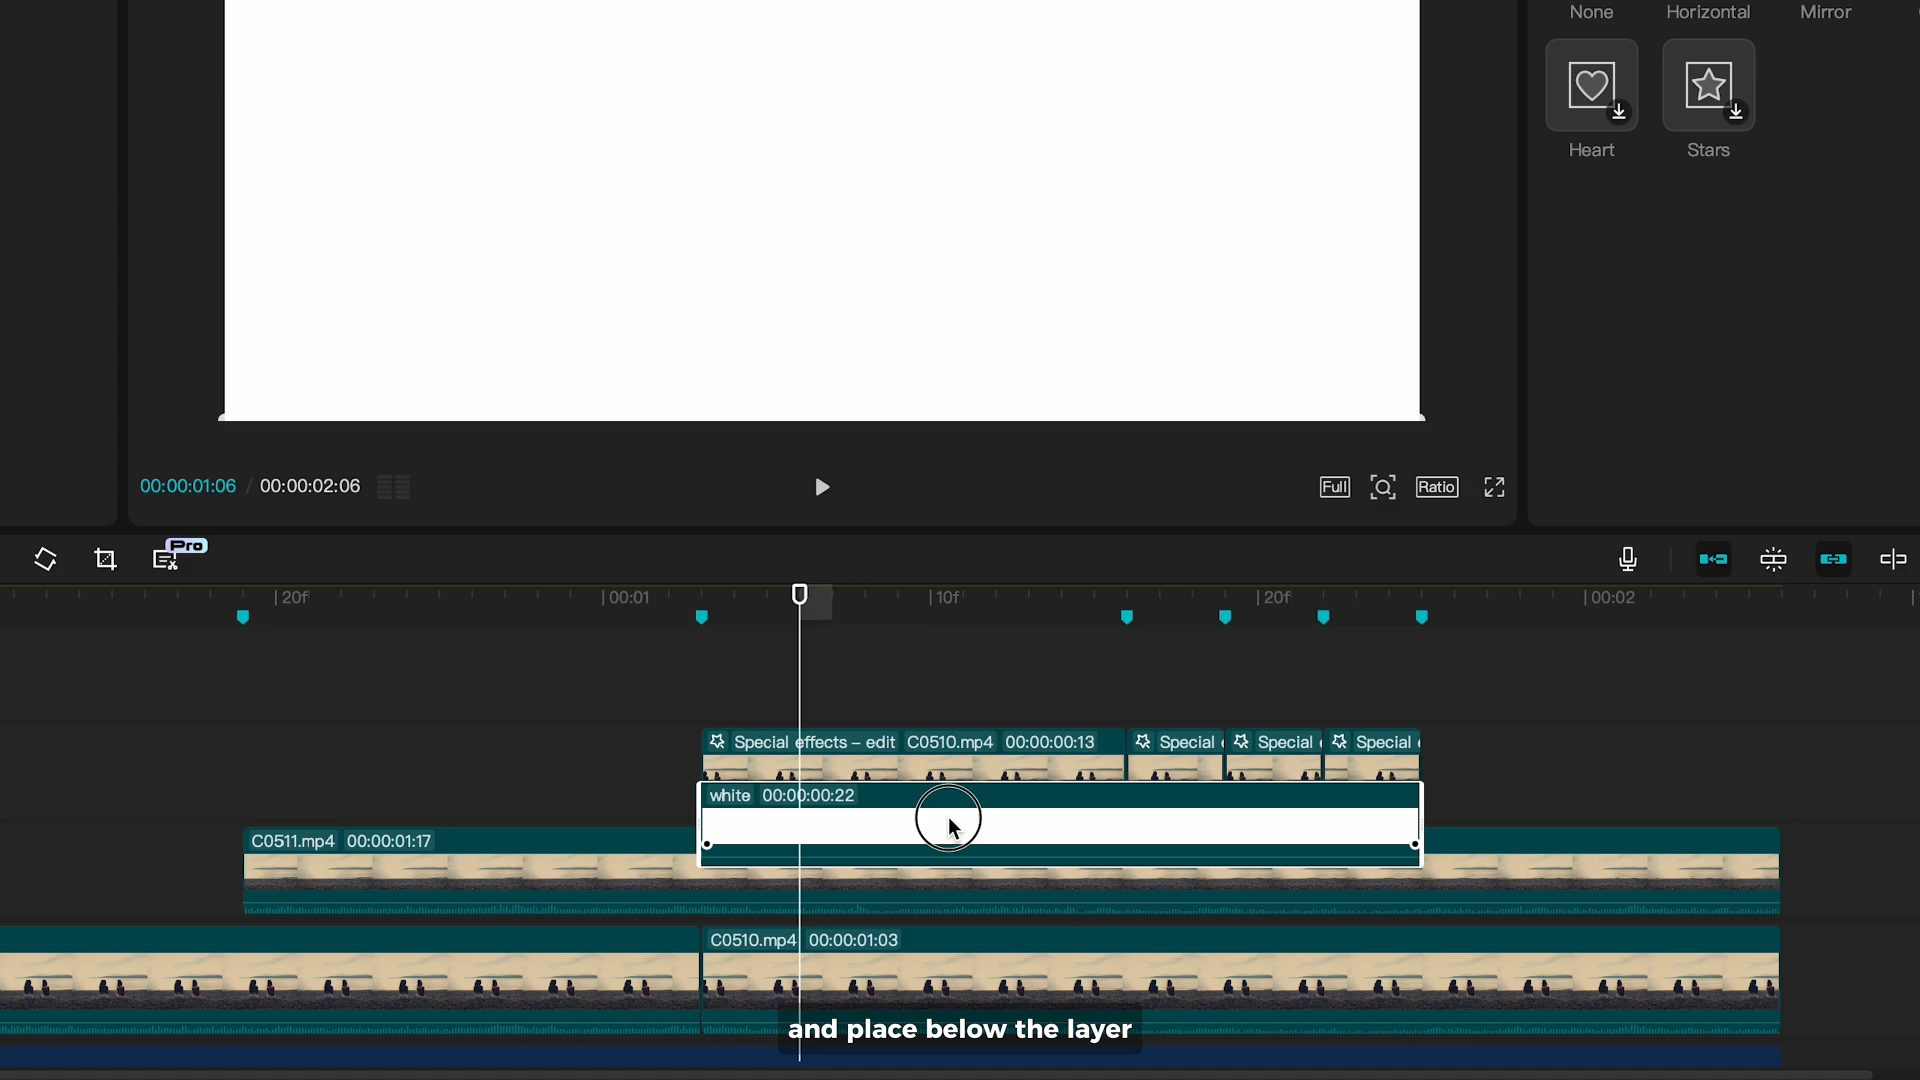 None Horizontal Mirror
Heart Stars
00:00:01:06 / 00:00:02:06
Full Ratio
Pro
20f 00:01 10f 20f 00:02
Special effects – edit C0510.mp4 00:00:00:13 Special Special Special
white 00:00:00:22
C0511.mp4 00:00:01:17
C0510.mp4 00:00:01:03
and place below the layer